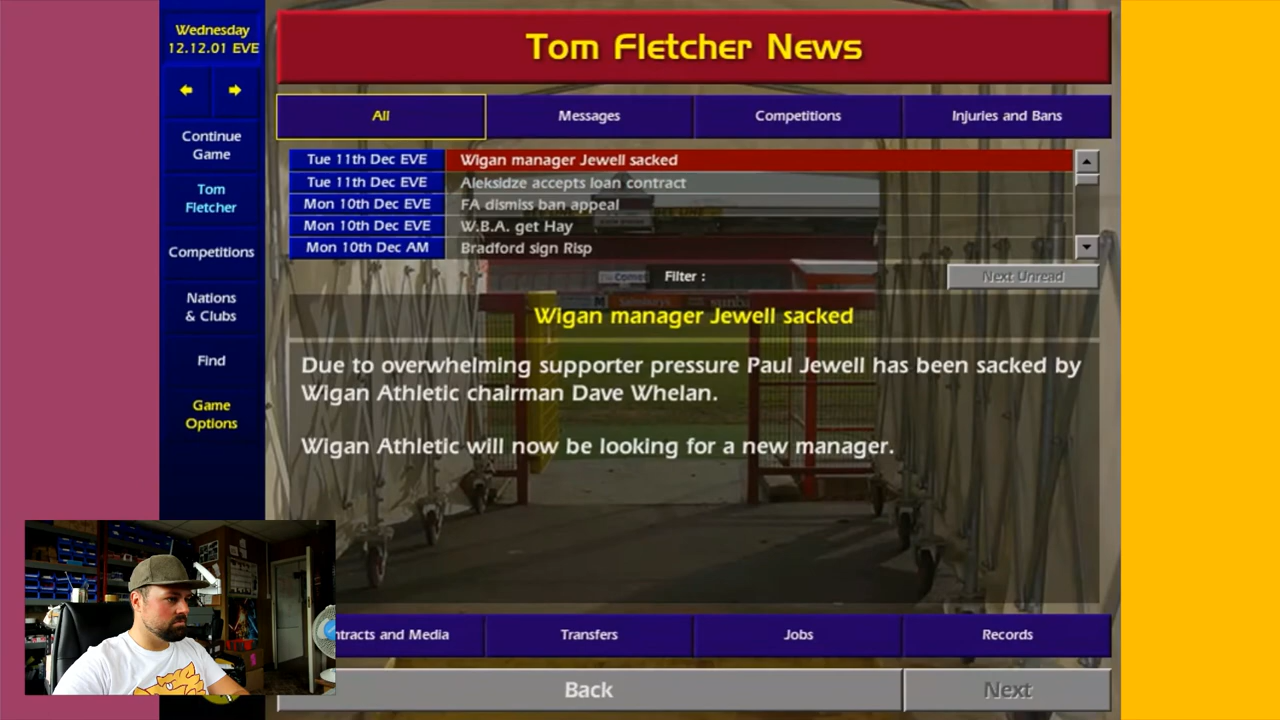 Wednesday
12.12.01 EVE
Continue
Game
Tom
Fletcher
Competitions
Nations
& Clubs
Find
Game
Options
Tom Fletcher News
All
Messages
Competitions
Injuries and Bans
Tue 11th Dec EVE Wigan manager Jewell sacked
Tue 11th Dec EVE Aleksidze accepts loan contract
Mon 10th Dec EVE FA dismiss ban appeal
Mon 10th Dec EVE W.B.A. get Hay
Mon 10th Dec AM Bradford sign Risp
Filter :
Next Unread
Wigan manager Jewell sacked
Due to overwhelming supporter pressure Paul Jewell has been sacked by
Wigan Athletic chairman Dave Whelan.
Wigan Athletic will now be looking for a new manager.
ntracts and Media
Transfers
Jobs
Records
Back
Next